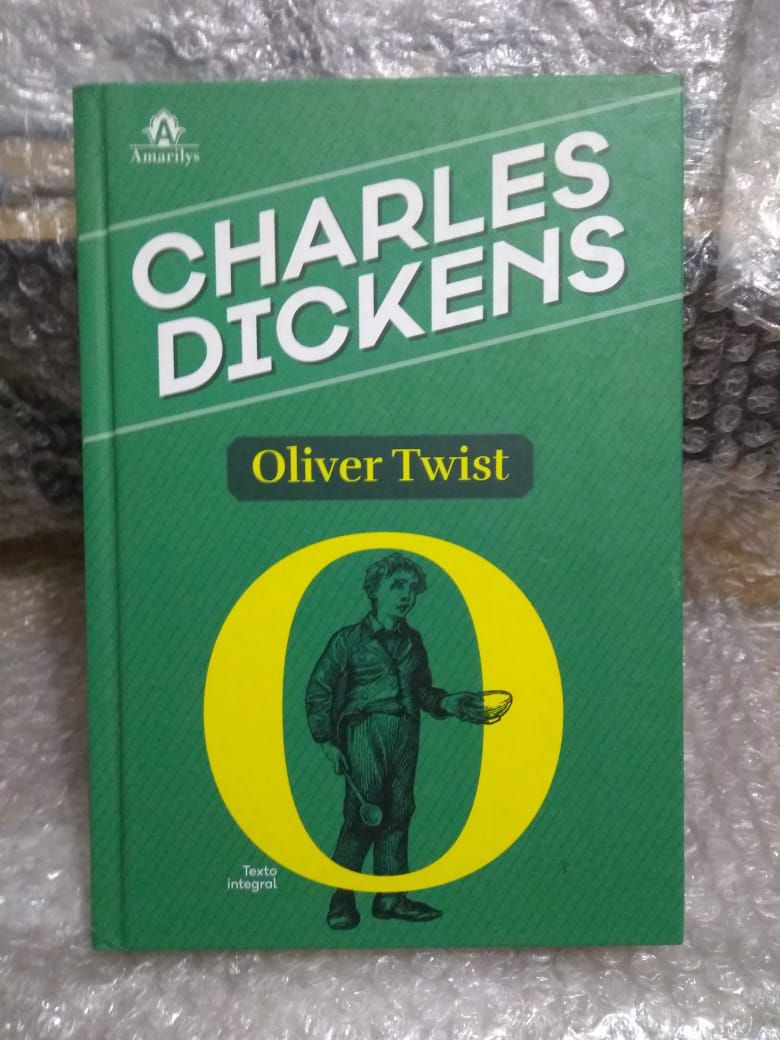 A
Amarilys
CHARLES
DICKENS
Oliver Twist
O
Texto
integral